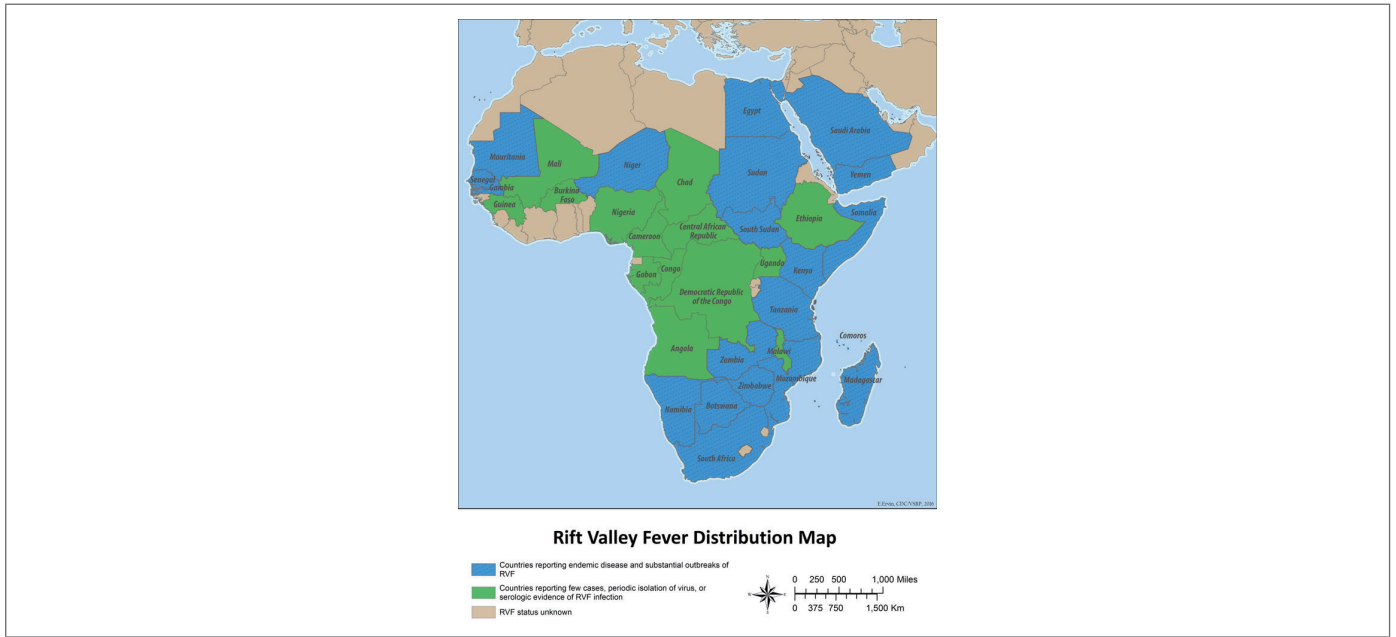 Egypt
Saudi Arabia
Mauritania
Mali
Niger
Chad
Sudan
Yemen
Senegal
Gambia
Burkina
Faso
Guinea
Nigeria
Ethiopia
Somalia
Central African
Republic
South Sudan
Cameroon
Gabon
Congo
Uganda
Kenya
Democratic Republic
of the Congo
Tanzania
Comoros
Angola
Malawi
Zambia
Mozambique
Madagascar
Zimbabwe
Namibia
Botswana
South Africa
E.Ervin, CDC/VSPB, 2016
Rift Valley Fever Distribution Map
Countries reporting endemic disease and substantial outbreaks of
RVF
Countries reporting few cases, periodic isolation of virus, or
serologic evidence of RVF infection
RVF status unknown
N
0 250 500 1,000 Miles
0 375 750 1,500 Km